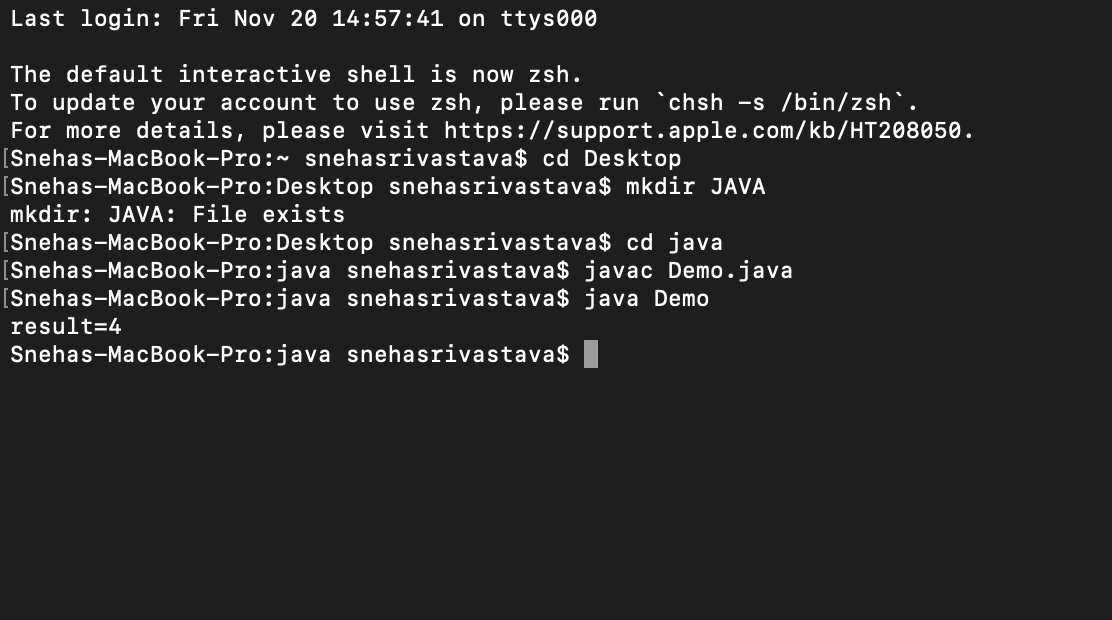 Last login: Fri Nov 20 14:57:41 on ttys000
The default interactive shell is now zsh.
To update your account to use zsh, please run `chsh -s /bin/zsh`.
For more details, please visit https://support.apple.com/kb/HT208050.
[Snehas-MacBook-Pro:~ snehasrivastava$ cd Desktop
[Snehas-MacBook-Pro:Desktop snehasrivastava$ mkdir JAVA
mkdir: JAVA: File exists
[Snehas-MacBook-Pro:Desktop snehasrivastava$ cd java
[Snehas-MacBook-Pro:java snehasrivastava$ javac Demo.java
[Snehas-MacBook-Pro:java snehasrivastava$ java Demo
result=4
Snehas-MacBook-Pro:java snehasrivastava$